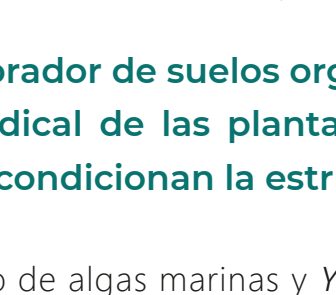 orador de suelos org
dical de las planta
condicionan la estr
o de algas marinas y Y